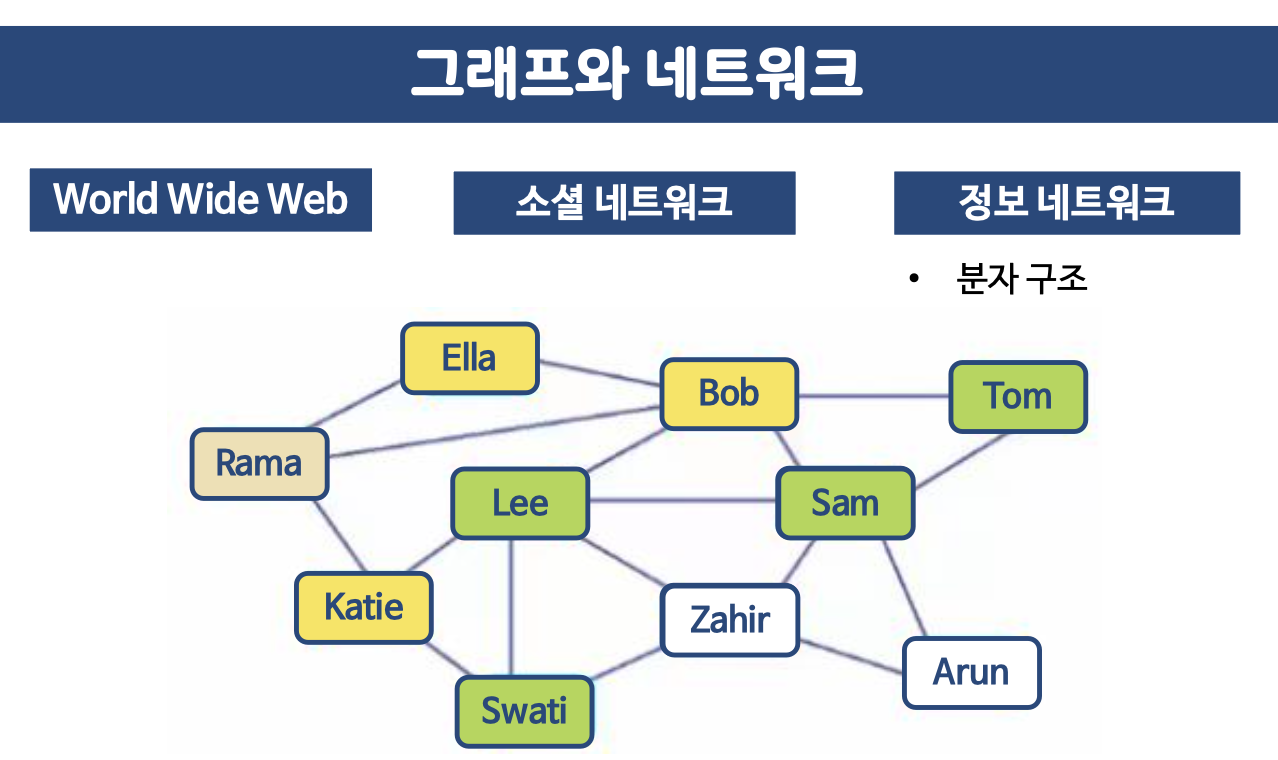 그래프와 네트워크
World Wide Web
소셜 네트워크
정보 네트워크
• 분자 구조
Ella
Bob
Tom
Rama
Lee
Sam
Katie
Zahir
Arun
Swati